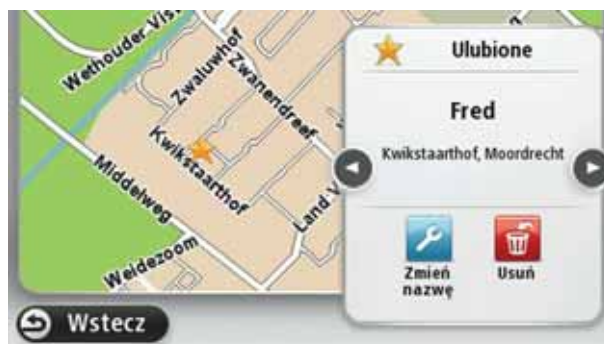 Wethouder Vis
Zwaluwhof
Zwanendreef
Kwikstaarthof
Middelweg
Weidezoom
Land V
Ulubione
Fred
Kwikstaarthof, Moordrecht
Zmień
nazwę
Usuń
Wstecz